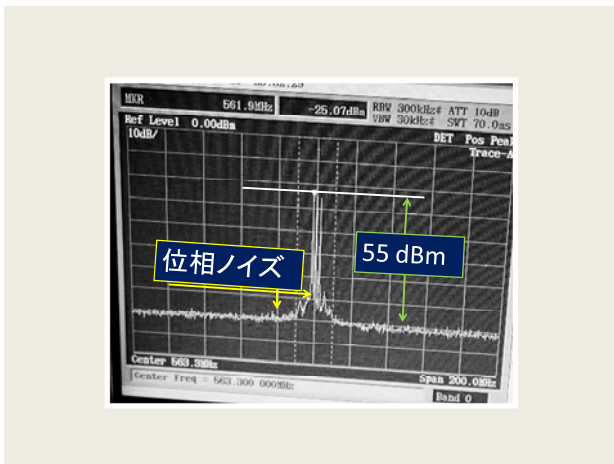 MKR 561.9MHz -25.07dBm RBW 300kHz# ATT 10dB
VBW 30kHz# SWT 70.0ms
Ref Level 0.00dBm
10dB/
DET Pos Peak
Trace-A
位相ノイズ
55 dBm
Center 563.3MHz
Span 200.0MHz
Center Freq = 563.300 000MHz
Band 0